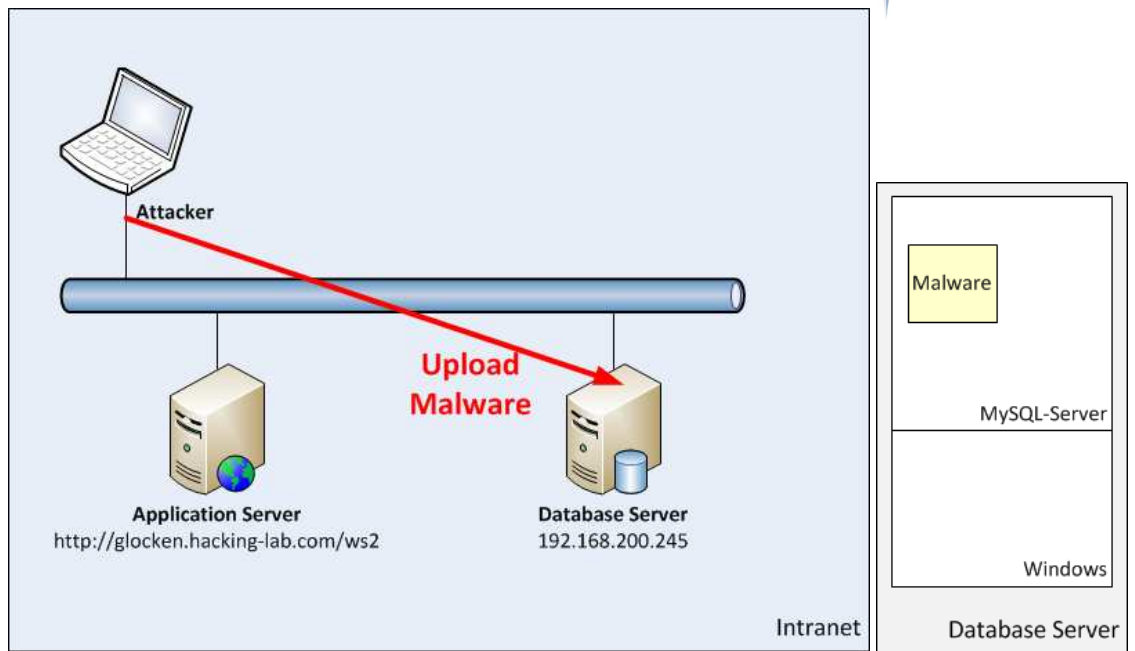 Attacker
Upload
Malware
Application Server
http://glocken.hacking-lab.com/ws2
Database Server
192.168.200.245
Intranet
Malware
MySQL-Server
Windows
Database Server